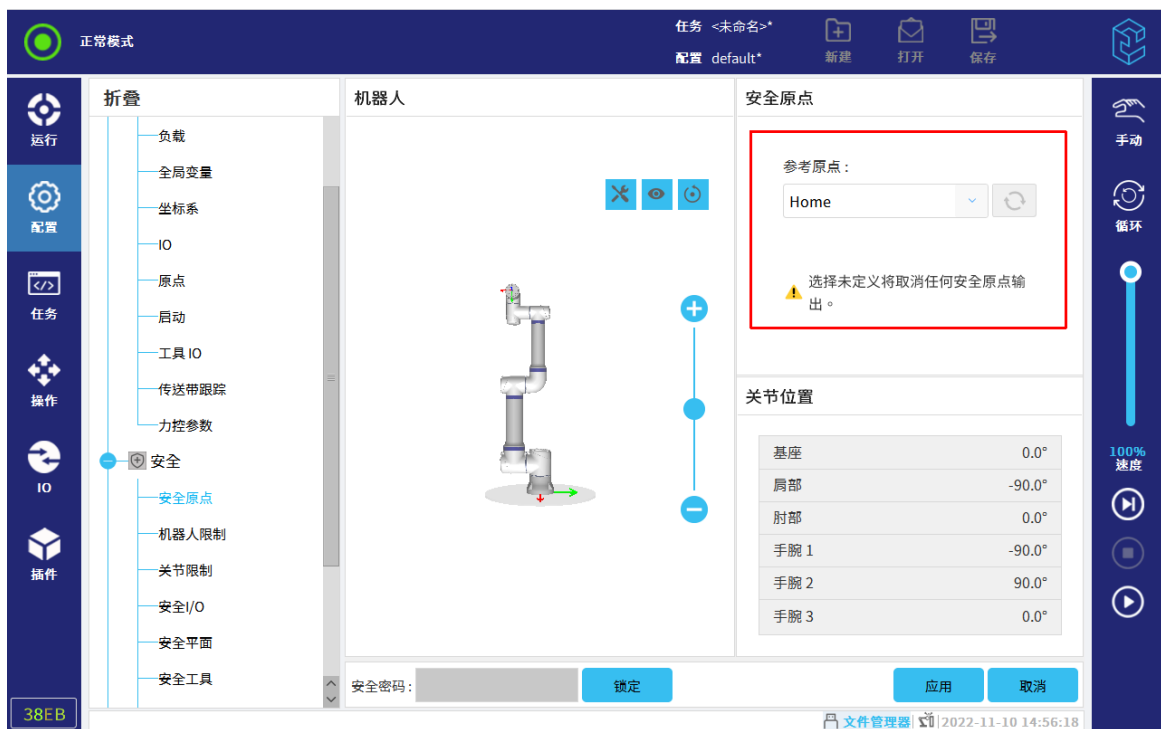 正常模式
任务 <未命名>*
配置 default*
新建
打开
保存
运行
配置
任务
操作
IO
插件
38EB
折叠
负载
全局变量
坐标系
IO
原点
启动
工具 IO
传送带跟踪
力控参数
安全
安全原点
机器人限制
关节限制
安全I/O
安全平面
安全工具
机器人
安全原点
参考原点 :
Home
选择未定义将取消任何安全原点输
出。
关节位置
基座 0.0°
肩部 -90.0°
肘部 0.0°
手腕 1 -90.0°
手腕 2 90.0°
手腕 3 0.0°
安全密码 :
锁定
应用
取消
文件管理器
2022-11-10 14:56:18
手动
循环
100%
速度